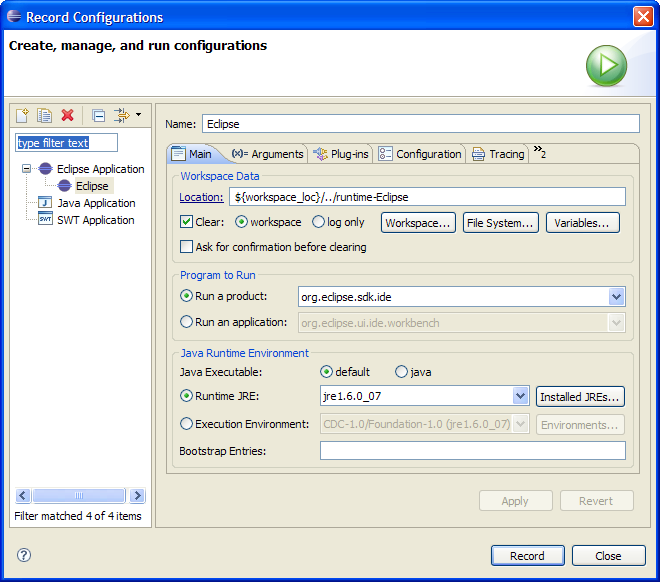 Record Configurations
Create, manage, and run configurations
type filter text
Eclipse Application
Eclipse
Java Application
SWT Application
Filter matched 4 of 4 items
Name: Eclipse
Main (x)= Arguments Plug-ins Configuration Tracing »2
Workspace Data
Location: ${workspace_loc}/../runtime-Eclipse
Clear: workspace log only Workspace... File System... Variables...
Ask for confirmation before clearing
Program to Run
Run a product: org.eclipse.sdk.ide
Run an application: org.eclipse.ui.ide.workbench
Java Runtime Environment
Java Executable: default java
Runtime JRE: jre1.6.0_07 Installed JREs...
Execution Environment: CDC-1.0/Foundation-1.0 (jre1.6.0_07) Environments...
Bootstrap Entries:
Apply Revert
Record Close